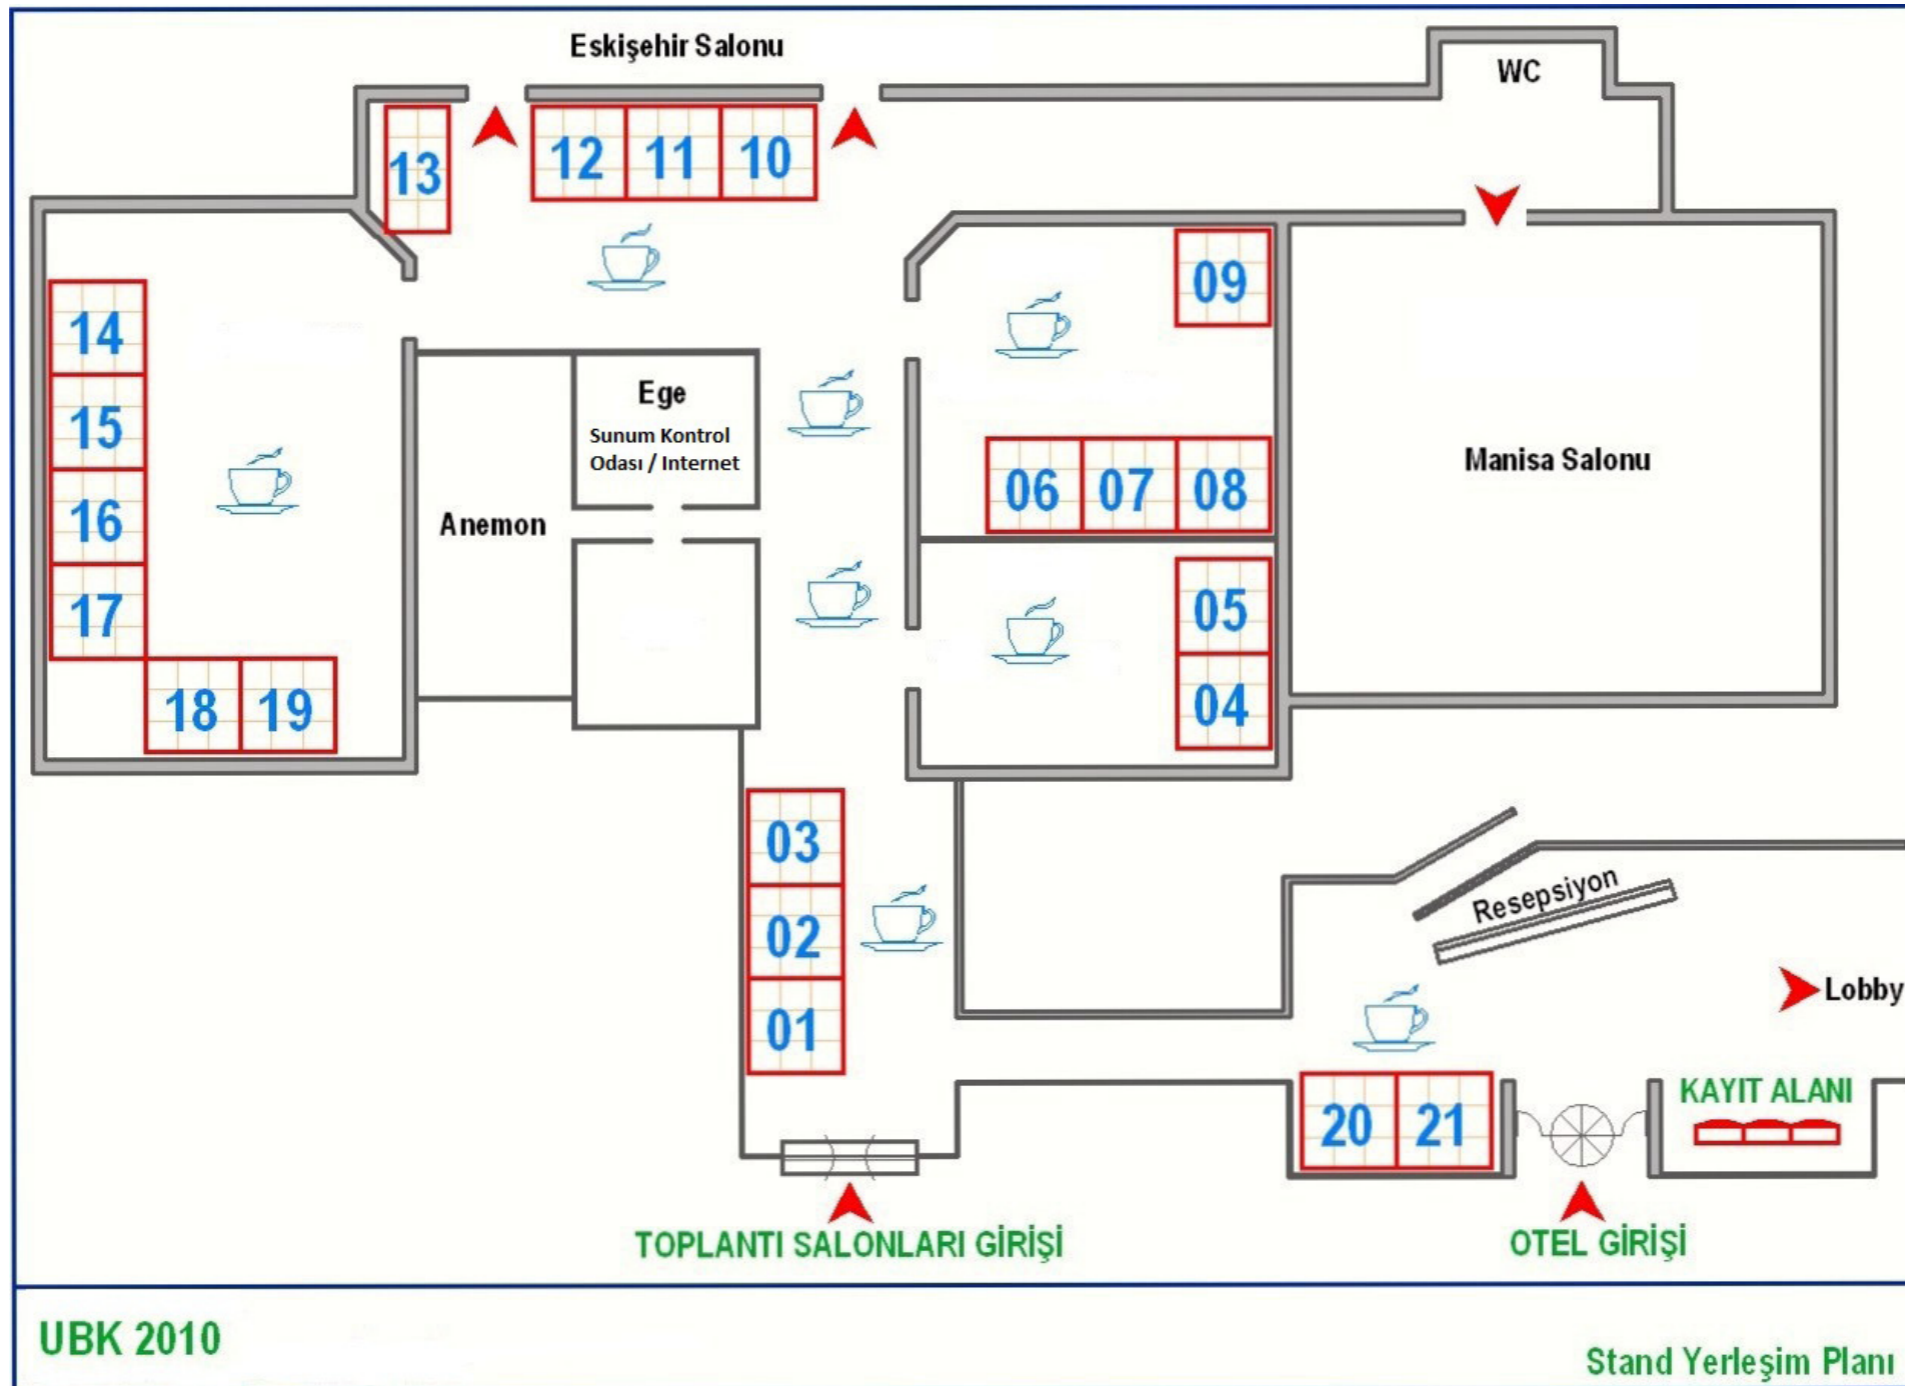 Eskişehir Salonu
WC
13
12
11
10
09
14
15
16
17
18
19
Ege
Sunum Kontrol
Odası / Internet
Anemon
06
07
08
Manisa Salonu
05
04
03
02
01
Resepsiyon
Lobby
20
21
KAYIT ALANI
TOPLANTI SALONLARI GİRİŞİ
OTEL GİRİŞİ
UBK 2010
Stand Yerleşim Planı